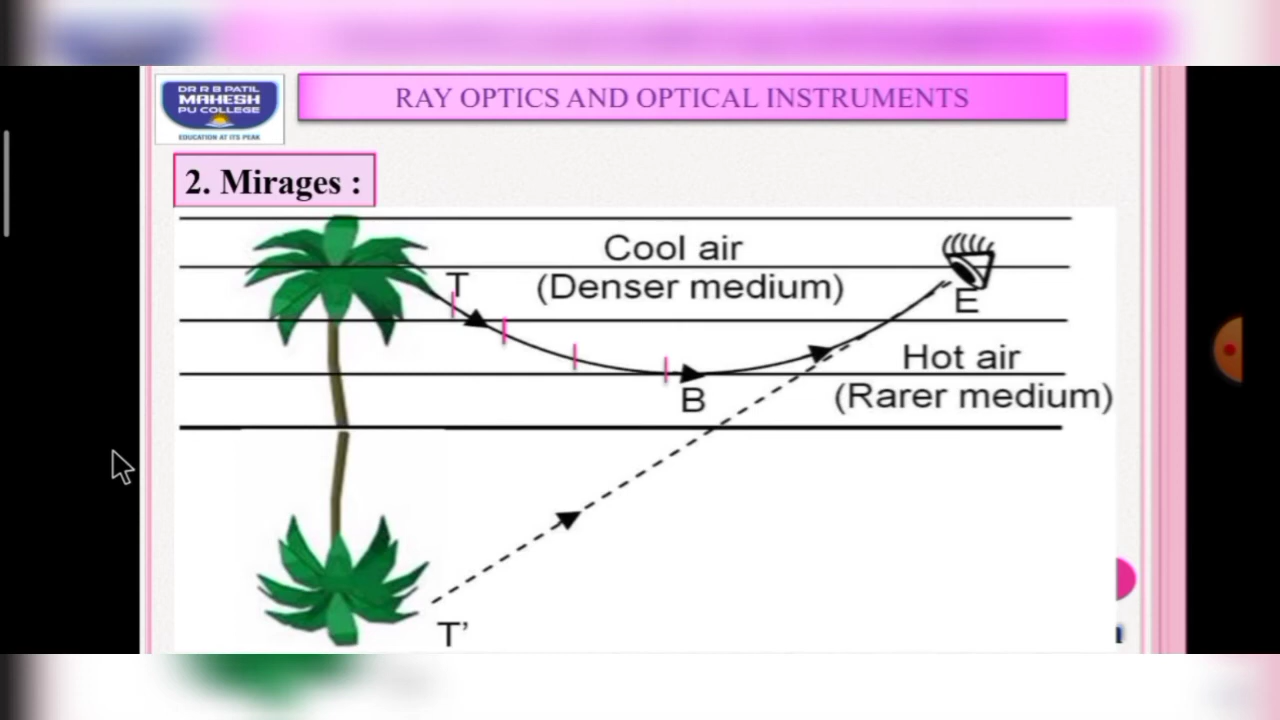 DR R B PATIL
MAHESH
PU COLLEGE
EDUCATION AT ITS PEAK
RAY OPTICS AND OPTICAL INSTRUMENTS
2. Mirages :
Cool air
T
(Denser medium)
E
Hot air
B
(Rarer medium)
T’